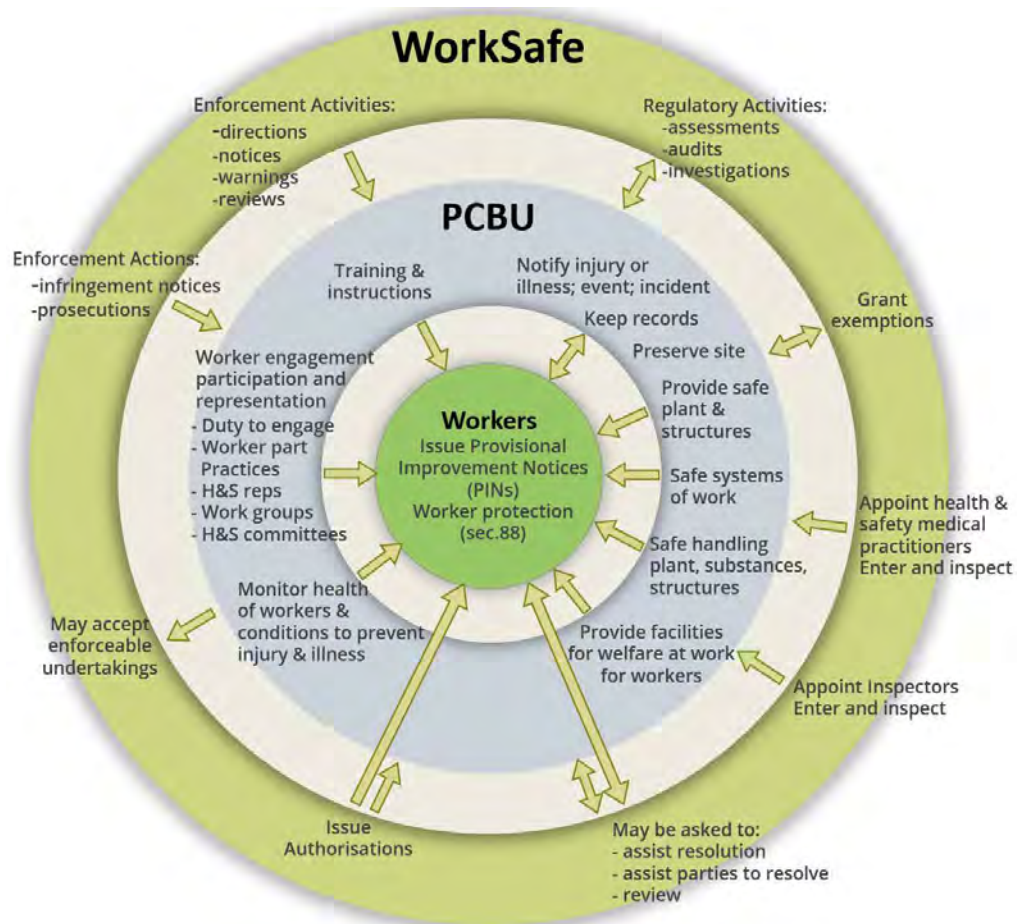 WorkSafe
Enforcement Activities:
-directions
-notices
-warnings
-reviews
Regulatory Activities:
-assessments
-audits
-investigations
Enforcement Actions:
-infringement notices
-prosecutions
Grant
exemptions
Appoint health &
safety medical
practitioners
Enter and inspect
Appoint Inspectors
Enter and inspect
May be asked to:
- assist resolution
- assist parties to resolve
- review
Issue
Authorisations
May accept
enforceable
undertakings
PCBU
Training &
instructions
Notify injury or
illness; event; incident
Keep records
Preserve site
Provide safe
plant &
structures
Safe systems
of work
Safe handling
plant, substances,
structures
Provide facilities
for welfare at work
for workers
Monitor health
of workers &
conditions to prevent
injury & illness
Worker engagement
participation and
representation
- Duty to engage
- Worker part
Practices
- H&S reps
- Work groups
- H&S committees
Workers
Issue Provisional
Improvement Notices
(PINs)
Worker protection
(sec.88)